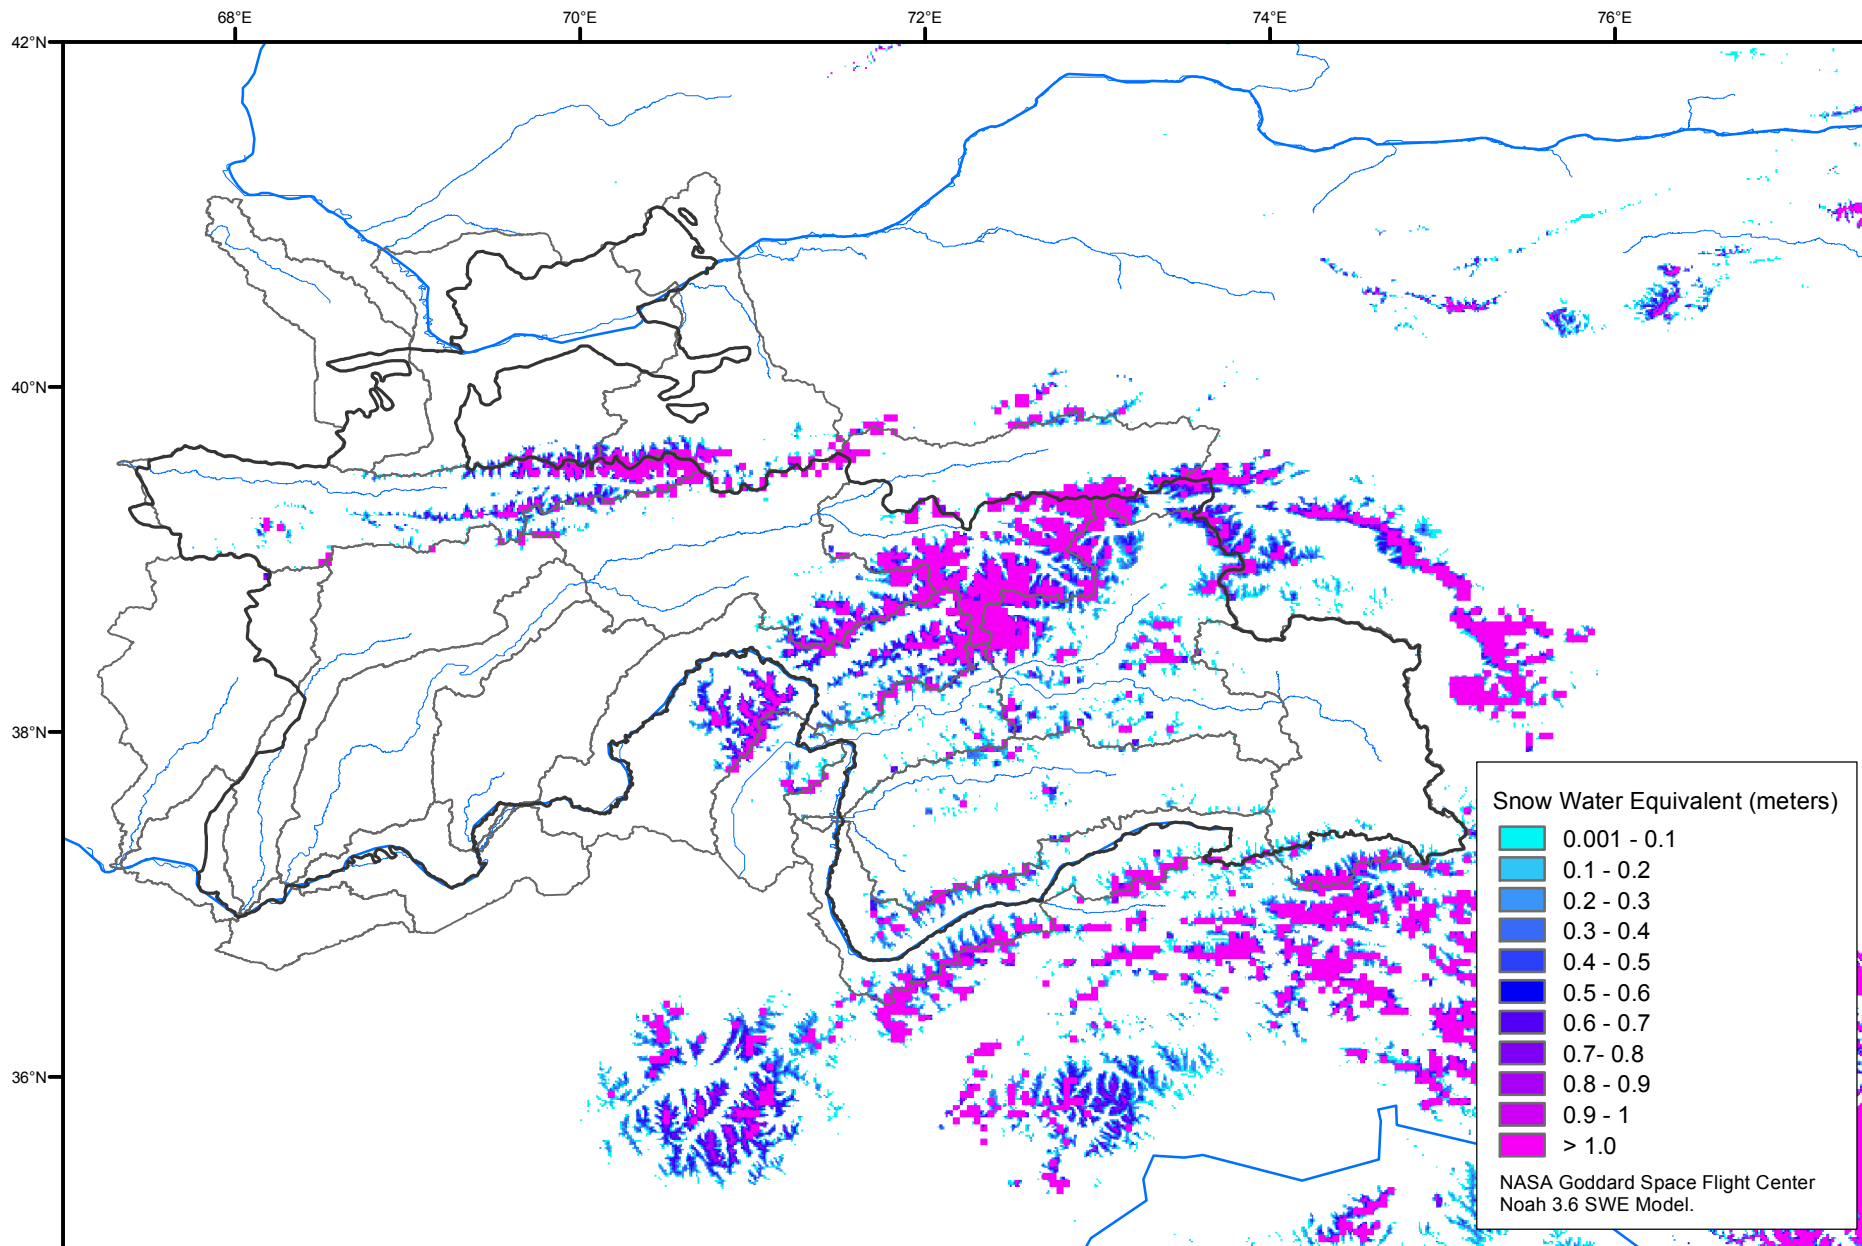 68°E
70°E
72°E
74°E
76°E
42°N
40°N
38°N
36°N
Snow Water Equivalent (meters)
0.001 - 0.1
0.1 - 0.2
0.2 - 0.3
0.3 - 0.4
0.4 - 0.5
0.5 - 0.6
0.6 - 0.7
0.7- 0.8
0.8 - 0.9
0.9 - 1
> 1.0
NASA Goddard Space Flight Center
Noah 3.6 SWE Model.